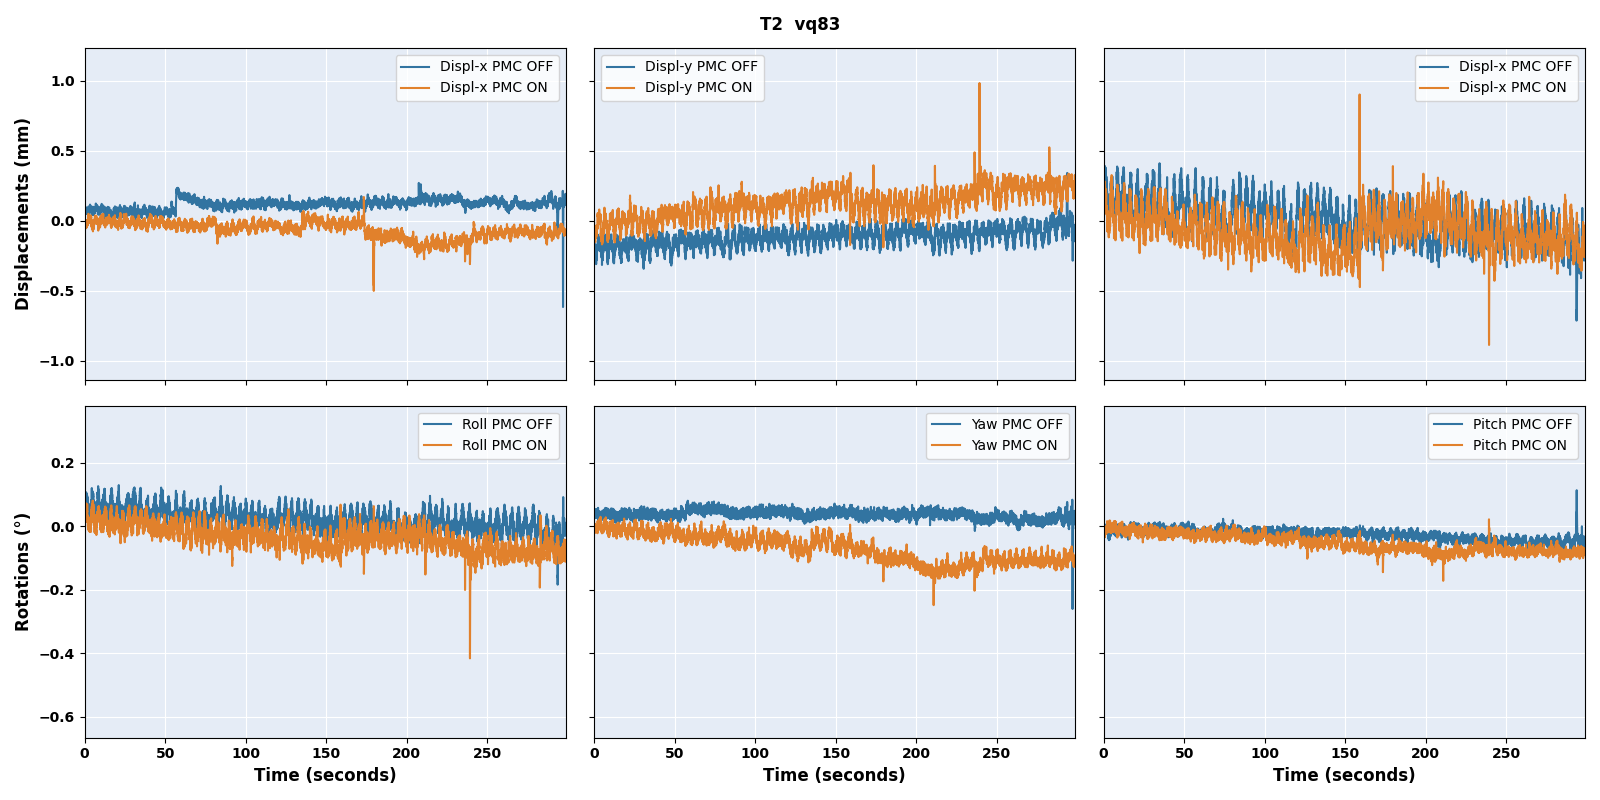 T2 vq83
Displ-x PMC OFF
Displ-x PMC ON
Displ-y PMC OFF
Displ-y PMC ON
Displ-x PMC OFF
Displ-x PMC ON
Displacements (mm)
1.0
0.5
0.0
−0.5
−1.0
Roll PMC OFF
Roll PMC ON
Yaw PMC OFF
Yaw PMC ON
Pitch PMC OFF
Pitch PMC ON
Rotations (°)
0.2
0.0
−0.2
−0.4
−0.6
0 50 100 150 200 250
0 50 100 150 200 250
0 50 100 150 200 250
Time (seconds)
Time (seconds)
Time (seconds)